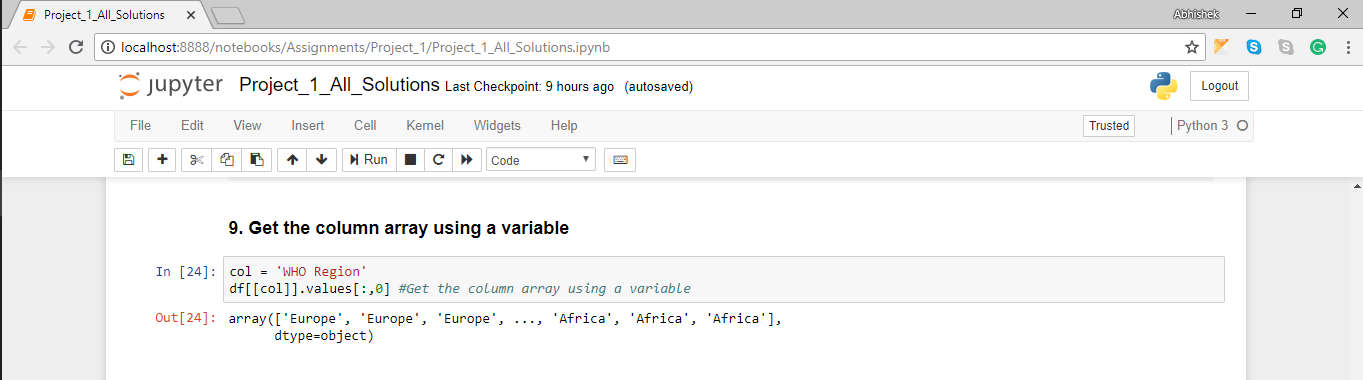 Project_1_All_Solutions
Abhishek
localhost:8888/notebooks/Assignments/Project_1/Project_1_All_Solutions.ipynb
jupyter Project_1_All_Solutions Last Checkpoint: 9 hours ago (autosaved)
Logout
File Edit View Insert Cell Kernel Widgets Help
Trusted
Python 3
Run
Code
9. Get the column array using a variable
In [24]: col = 'WHO Region'
df[[col]].values[:,0] #Get the column array using a variable
Out[24]: array(['Europe', 'Europe', 'Europe', ..., 'Africa', 'Africa', 'Africa'],
dtype=object)